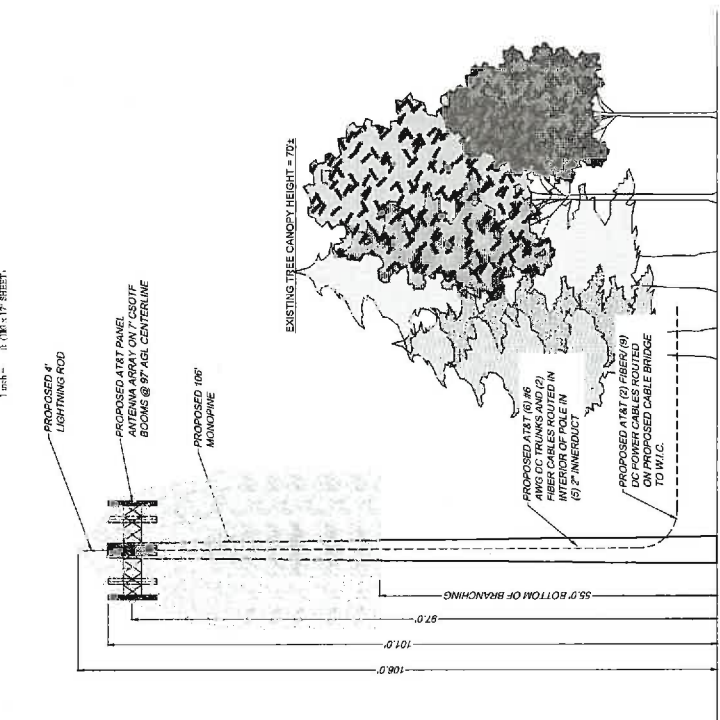 PROPOSED 4'
LIGHTNING ROD
PROPOSED AT&T PANEL
ANTENNA ARRAY ON 7' CSOTF
BOOMS @ 97' AGL CENTERLINE
PROPOSED 106'
MONOPINE
EXISTING TREE CANOPY HEIGHT = 70'±
PROPOSED AT&T (6) #6
AWG DC TRUNKS AND (2)
FIBER CABLES ROUTED IN
INTERIOR OF POLE IN
(5) 2" INNERDUCT
PROPOSED AT&T (2) FIBER/ (9)
DC POWER CABLES ROUTED
ON PROPOSED CABLE BRIDGE
TO W.I.C.
55.0' BOTTOM OF BRANCHING
97.0'
101.0'
106.0'